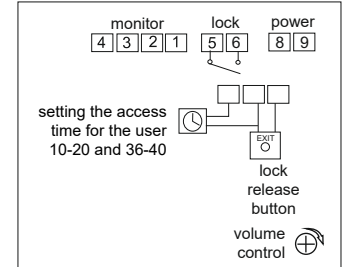 monitor lock power
4 3 2 1 5 6 8 9
setting the access
time for the user
10-20 and 36-40
EXIT
lock
release
button
volume
control